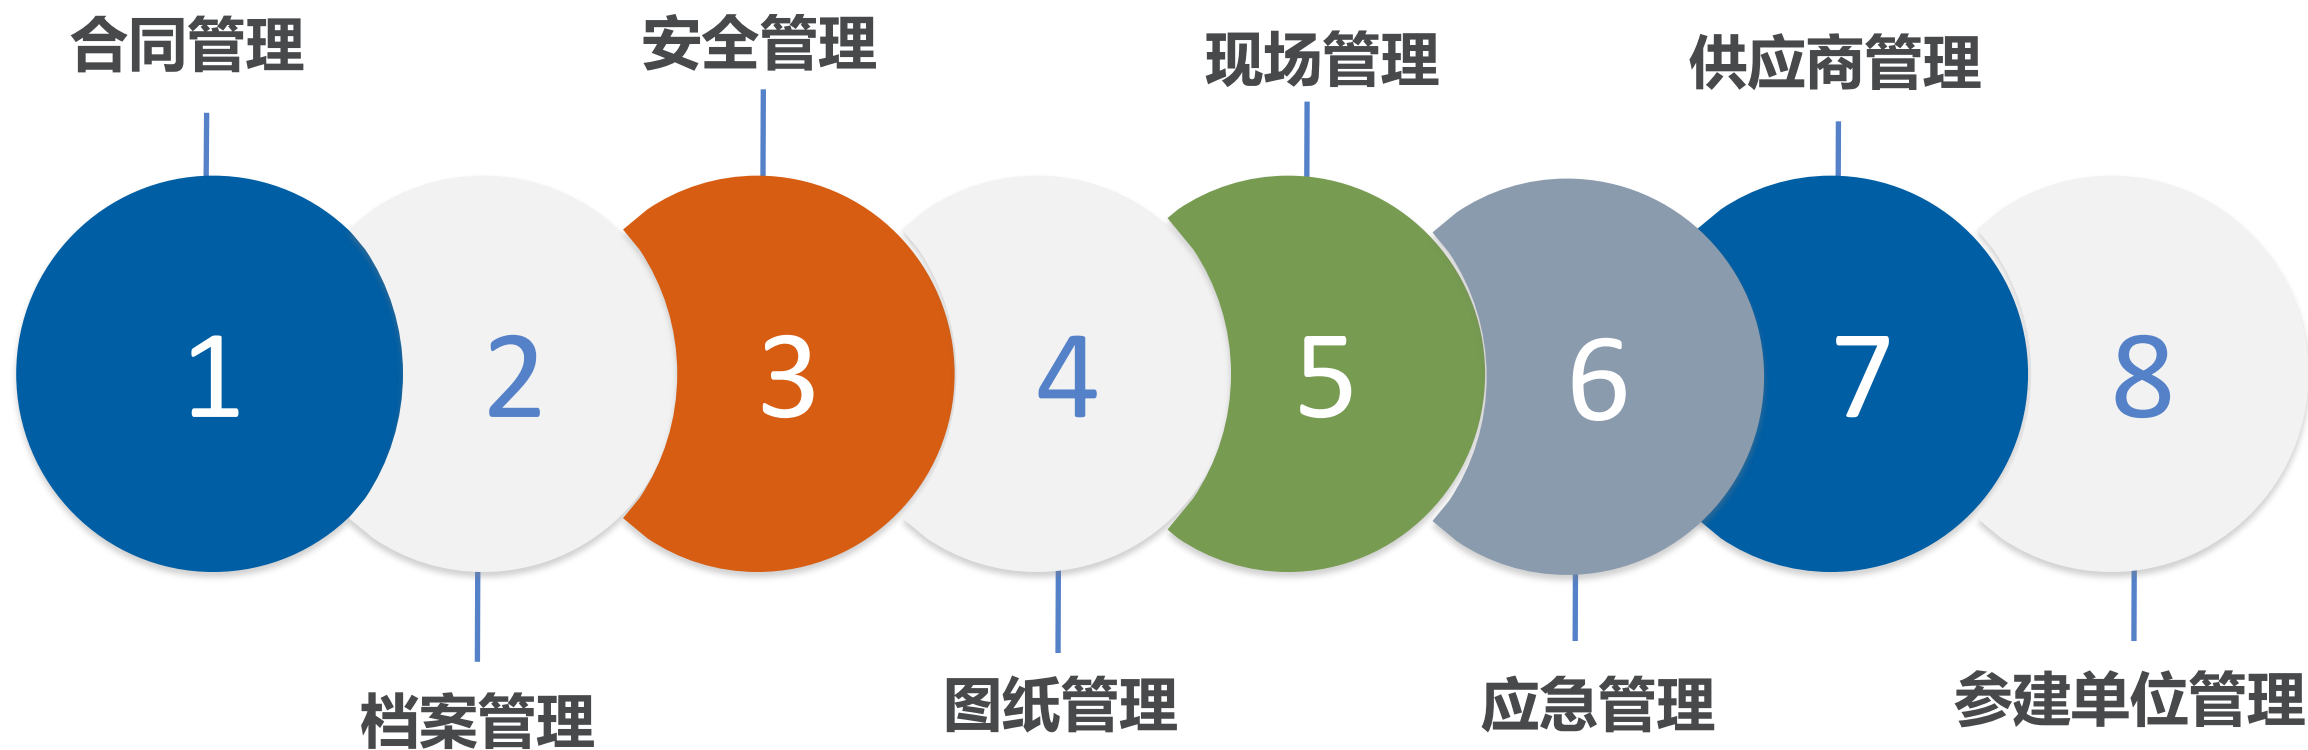 合同管理
安全管理
现场管理
供应商管理
1
2
3
4
5
6
7
8
档案管理
图纸管理
应急管理
参建单位管理